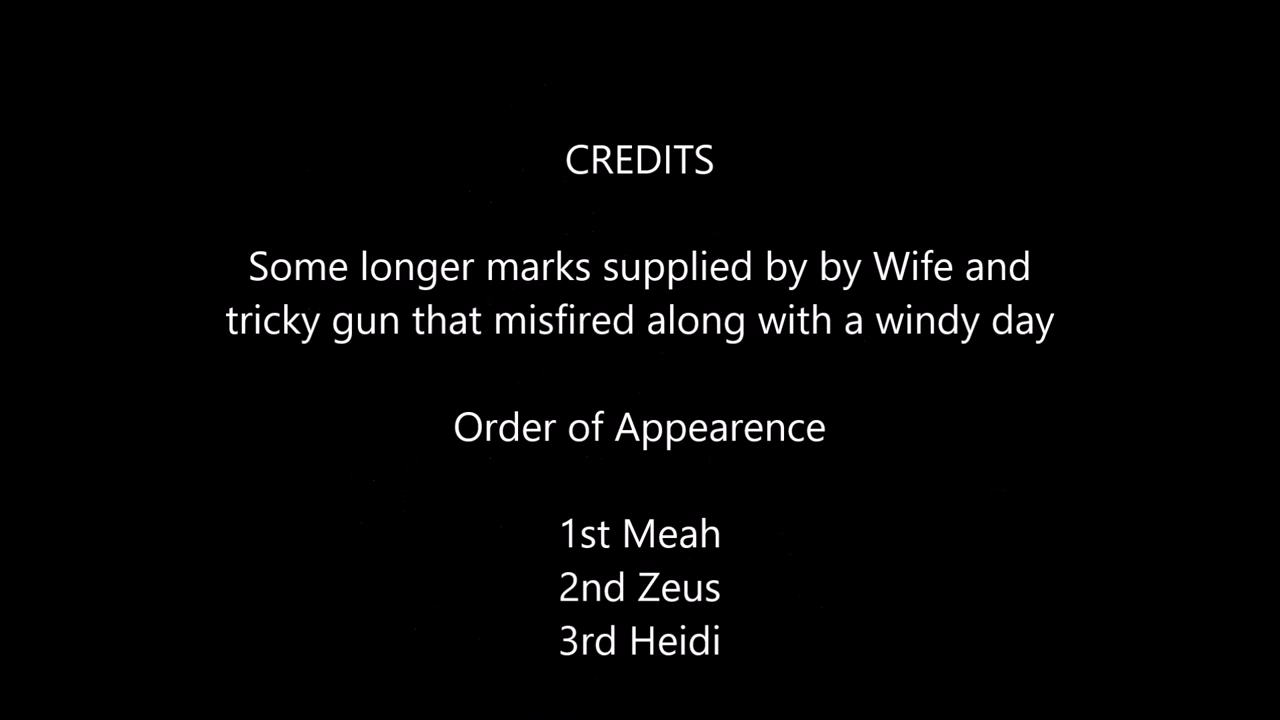 CREDITS
Some longer marks supplied by by Wife and
tricky gun that misfired along with a windy day
Order of Appearence
1st Meah
2nd Zeus
3rd Heidi